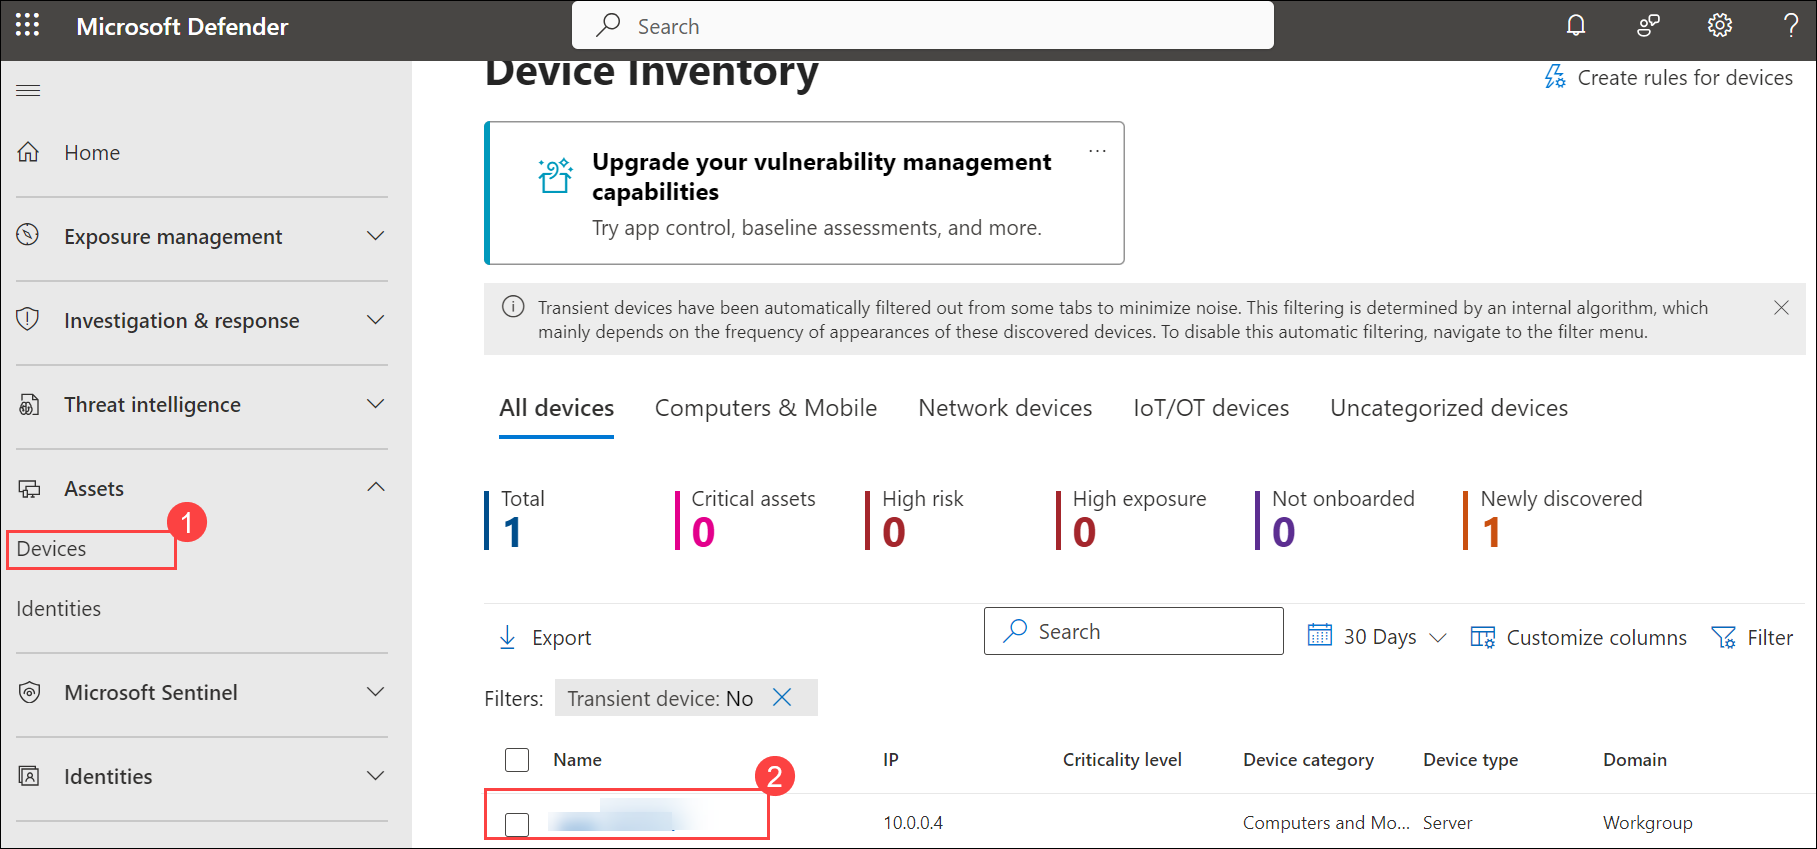 Microsoft Defender
Search
Device Inventory
Create rules for devices
Home
Exposure management
Investigation & response
Threat intelligence
Assets
1
Devices
Identities
Microsoft Sentinel
Identities
Upgrade your vulnerability management
capabilities
Try app control, baseline assessments, and more.
Transient devices have been automatically filtered out from some tabs to minimize noise. This filtering is determined by an internal algorithm, which
mainly depends on the frequency of appearances of these discovered devices. To disable this automatic filtering, navigate to the filter menu.
All devices Computers & Mobile Network devices IoT/OT devices Uncategorized devices
Total Critical assets High risk High exposure Not onboarded Newly discovered
1 0 0 0 0 1
Export Search 30 Days Customize columns Filter
Filters: Transient device: No
Name IP Criticality level Device category Device type Domain
2
10.0.0.4 Computers and Mo... Server Workgroup